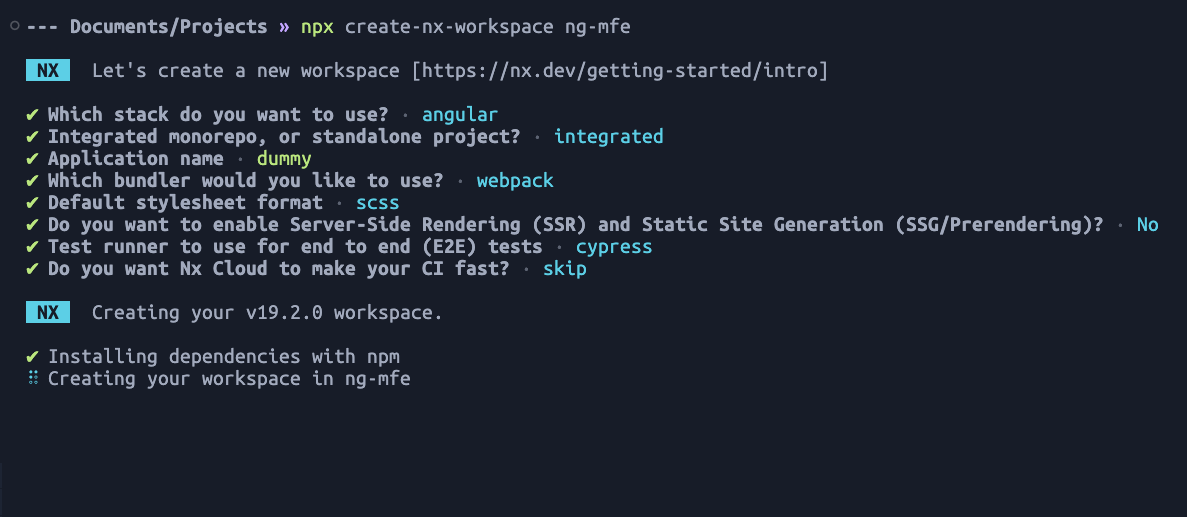 --- Documents/Projects » npx create-nx-workspace ng-mfe
NX Let's create a new workspace [https://nx.dev/getting-started/intro]
✔ Which stack do you want to use? · angular
✔ Integrated monorepo, or standalone project? · integrated
✔ Application name · dummy
✔ Which bundler would you like to use? · webpack
✔ Default stylesheet format · scss
✔ Do you want to enable Server-Side Rendering (SSR) and Static Site Generation (SSG/Prerendering)? · No
✔ Test runner to use for end to end (E2E) tests · cypress
✔ Do you want Nx Cloud to make your CI fast? · skip
NX Creating your v19.2.0 workspace.
✔ Installing dependencies with npm
⠿ Creating your workspace in ng-mfe